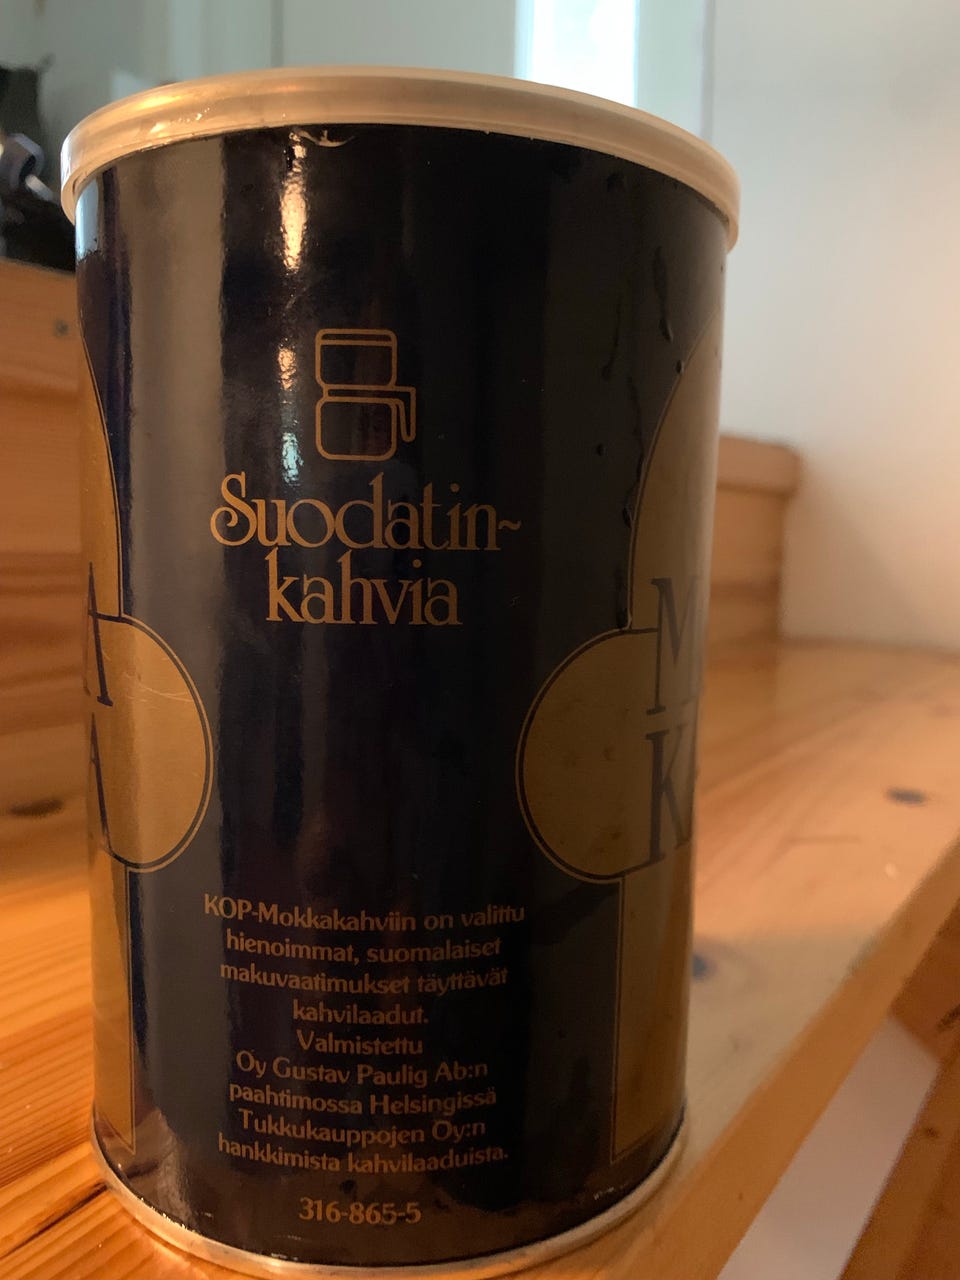 Suodatin-
kahvia
A
A
M
K
KOP-Mokkakahviin on valittu
hienoimmat, suomalaiset
makuvaatimukset täyttävät
kahvilaadut.
Valmistettu
Oy Gustav Paulig Ab:n
paahtimossa Helsingissä
Tukkukauppojen Oy:n
hankkimista kahvilaaduista.
316-865-5